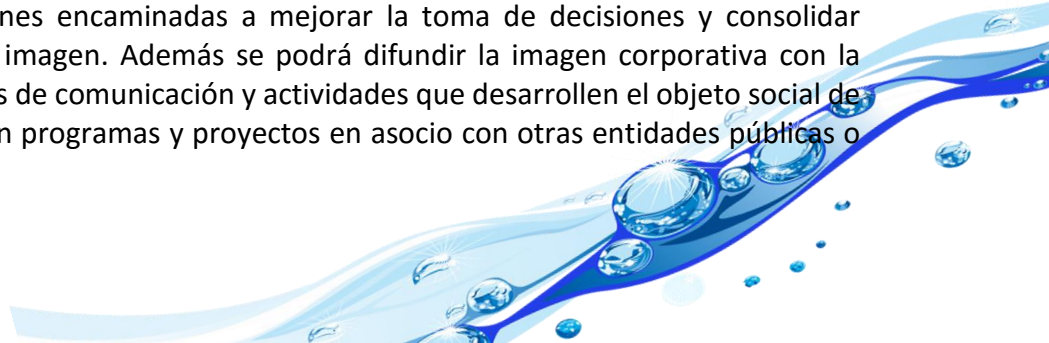 nes encaminadas a mejorar la toma de decisiones y consolidar
imagen. Además se podrá difundir la imagen corporativa con la
s de comunicación y actividades que desarrollen el objeto social de
n programas y proyectos en asocio con otras entidades públicas o